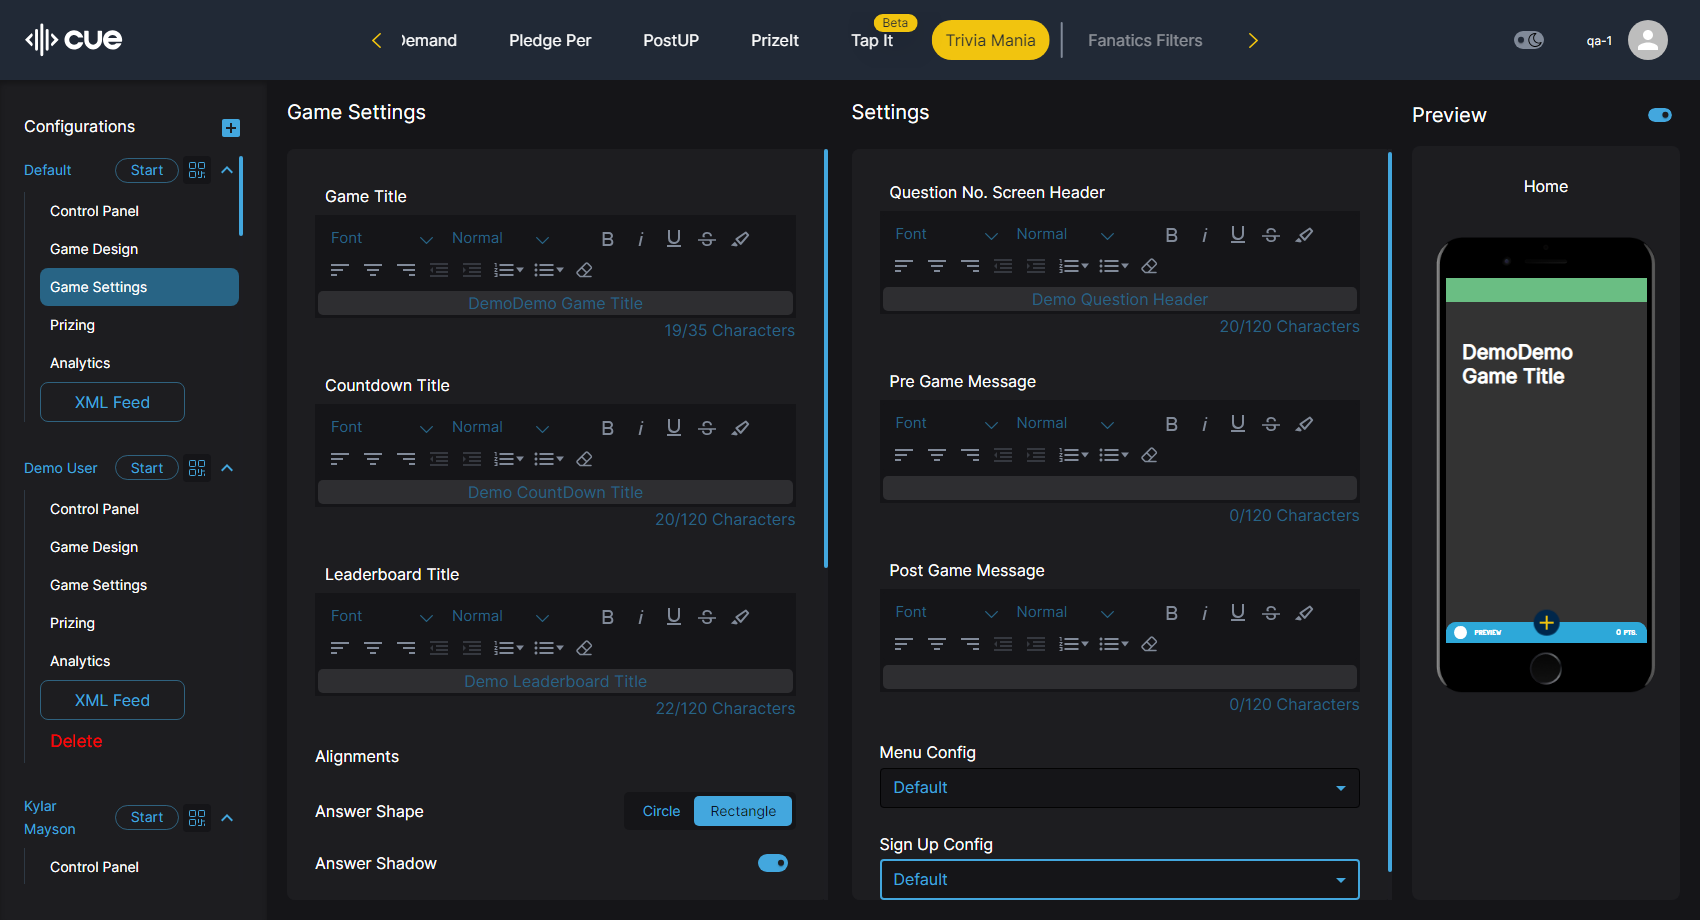 cue
Demand
Pledge Per
PostUP
PrizeIt
Tap It
Beta
Trivia Mania
Fanatics Filters
qa-1
Configurations
Default
Start
Control Panel
Game Design
Game Settings
Prizing
Analytics
XML Feed
Demo User
Start
Control Panel
Game Design
Game Settings
Prizing
Analytics
XML Feed
Delete
Kylar
Mayson
Start
Control Panel
Game Settings
Game Title
Font
Normal
DemoDemo Game Title
19/35 Characters
Countdown Title
Font
Normal
Demo CountDown Title
20/120 Characters
Leaderboard Title
Font
Normal
Demo Leaderboard Title
22/120 Characters
Alignments
Answer Shape
Circle
Rectangle
Answer Shadow
Settings
Question No. Screen Header
Font
Normal
Demo Question Header
20/120 Characters
Pre Game Message
Font
Normal
0/120 Characters
Post Game Message
Font
Normal
0/120 Characters
Menu Config
Default
Sign Up Config
Default
Preview
Home
DemoDemo
Game Title
PREVIEW
0 PTS.